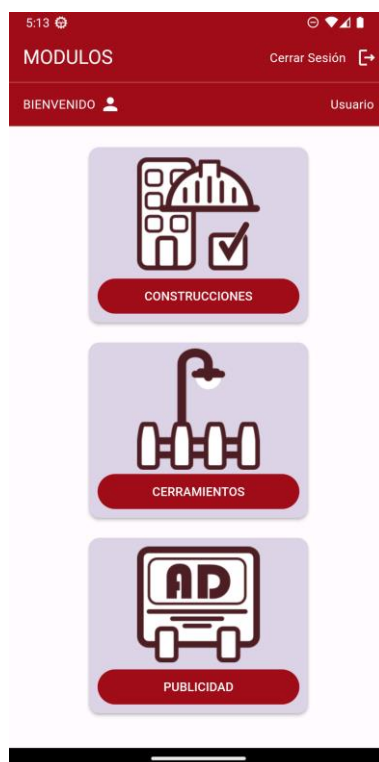 5:13
MODULOS Cerrar Sesión
BIENVENIDO Usuario
CONSTRUCCIONES
CERRAMIENTOS
AD
PUBLICIDAD